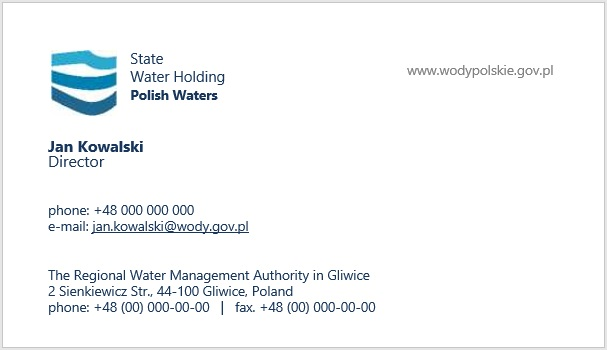 State
Water Holding
Polish Waters
www.wodypolskie.gov.pl
Jan Kowalski
Director
phone: +48 000 000 000
e-mail: jan.kowalski@wody.gov.pl
The Regional Water Management Authority in Gliwice
2 Sienkiewicz Str., 44-100 Gliwice, Poland
phone: +48 (00) 000-00-00 | fax. +48 (00) 000-00-00